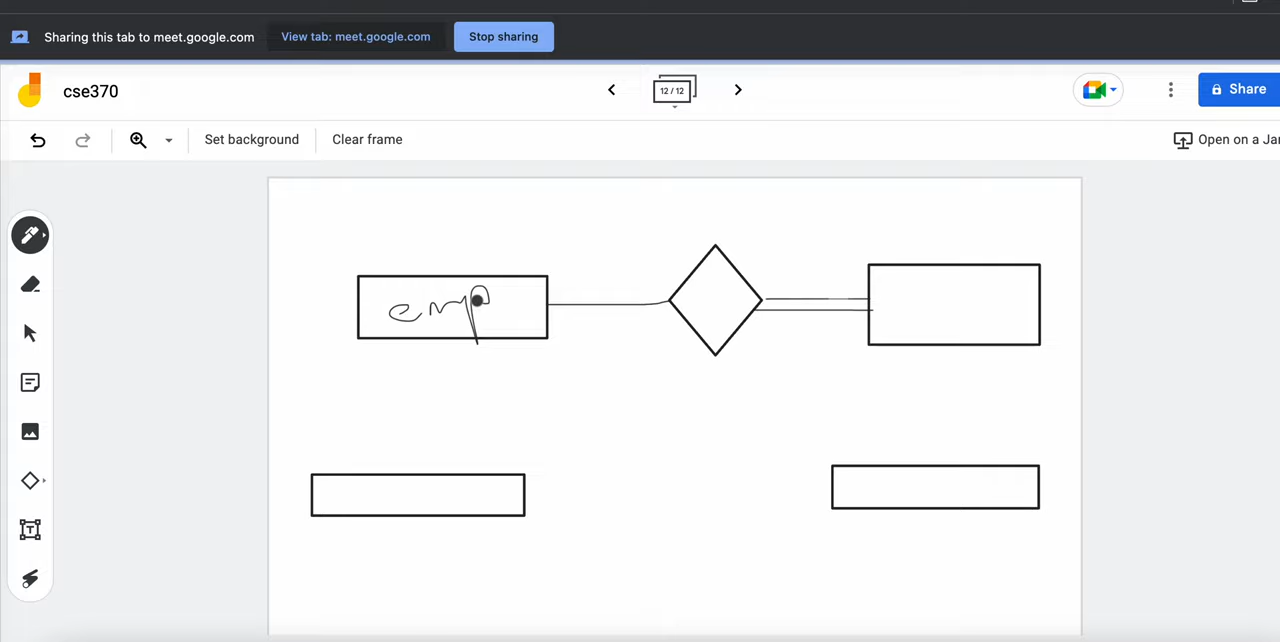 Sharing this tab to meet.google.com View tab: meet.google.com Stop sharing
cse370 12 / 12 Share
Set background Clear frame Open on a Ja
emp